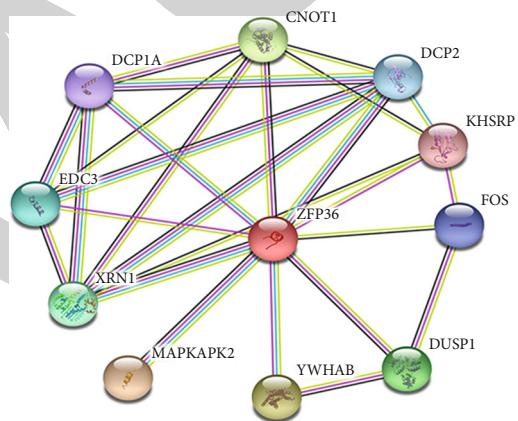 CNOT1
DCP1A
DCP2
KHSRP
EDC3
FOS
ZFP36
XRN1
MAPKAPK2
YWHAB
DUSP1